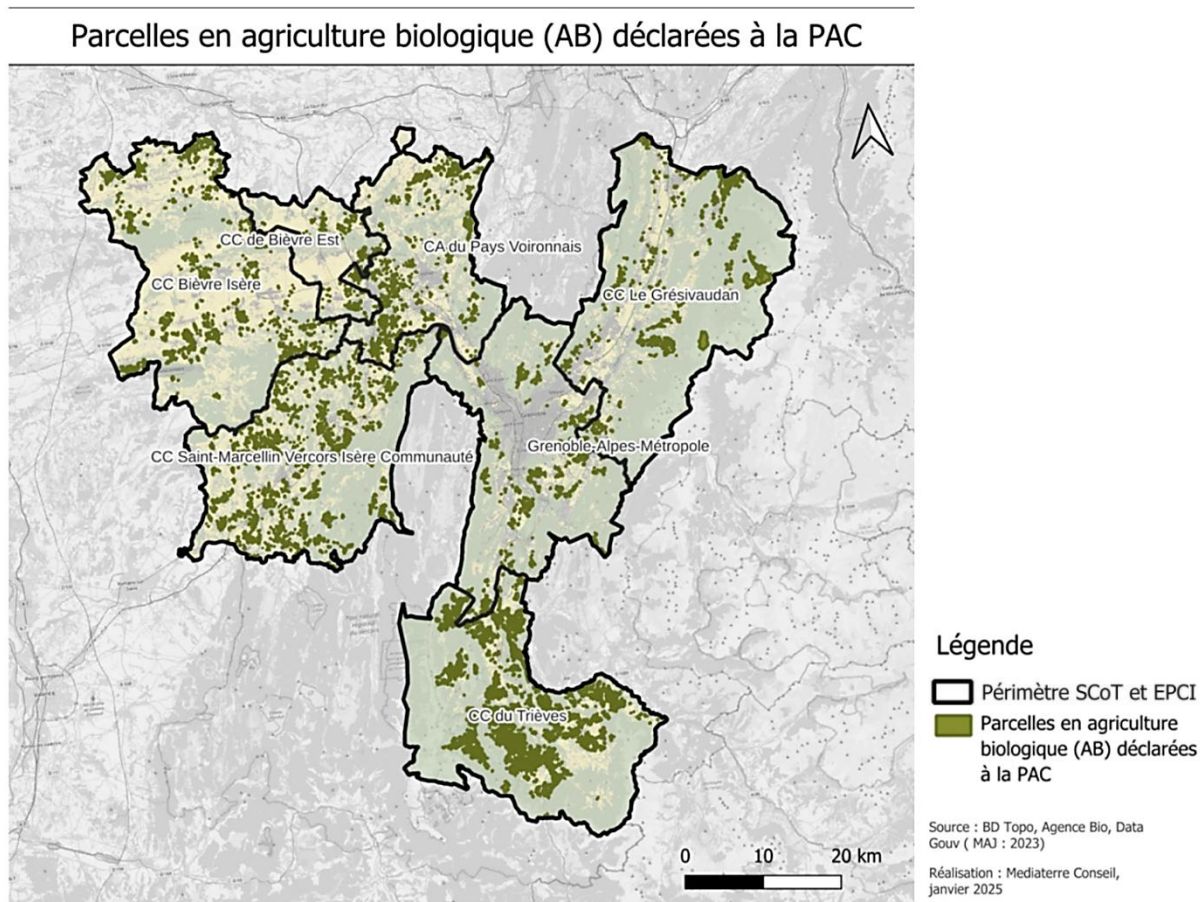 Parcelles en agriculture biologique (AB) déclarées à la PAC
CC de Bièvre Est
CA du Pays Voironnais
CC Bièvre Isère
CC Le Grésivaudan
Grenoble-Alpes-Métropole
CC Saint-Marcellin Vercors Isère Communauté
CC du Trièves
0 10 20 km
Légende
Périmètre SCoT et EPCI
Parcelles en agriculture
biologique (AB) déclarées
à la PAC
Source : BD Topo, Agence Bio, Data
Gouv ( MAJ : 2023)
Réalisation : Mediaterre Conseil,
janvier 2025